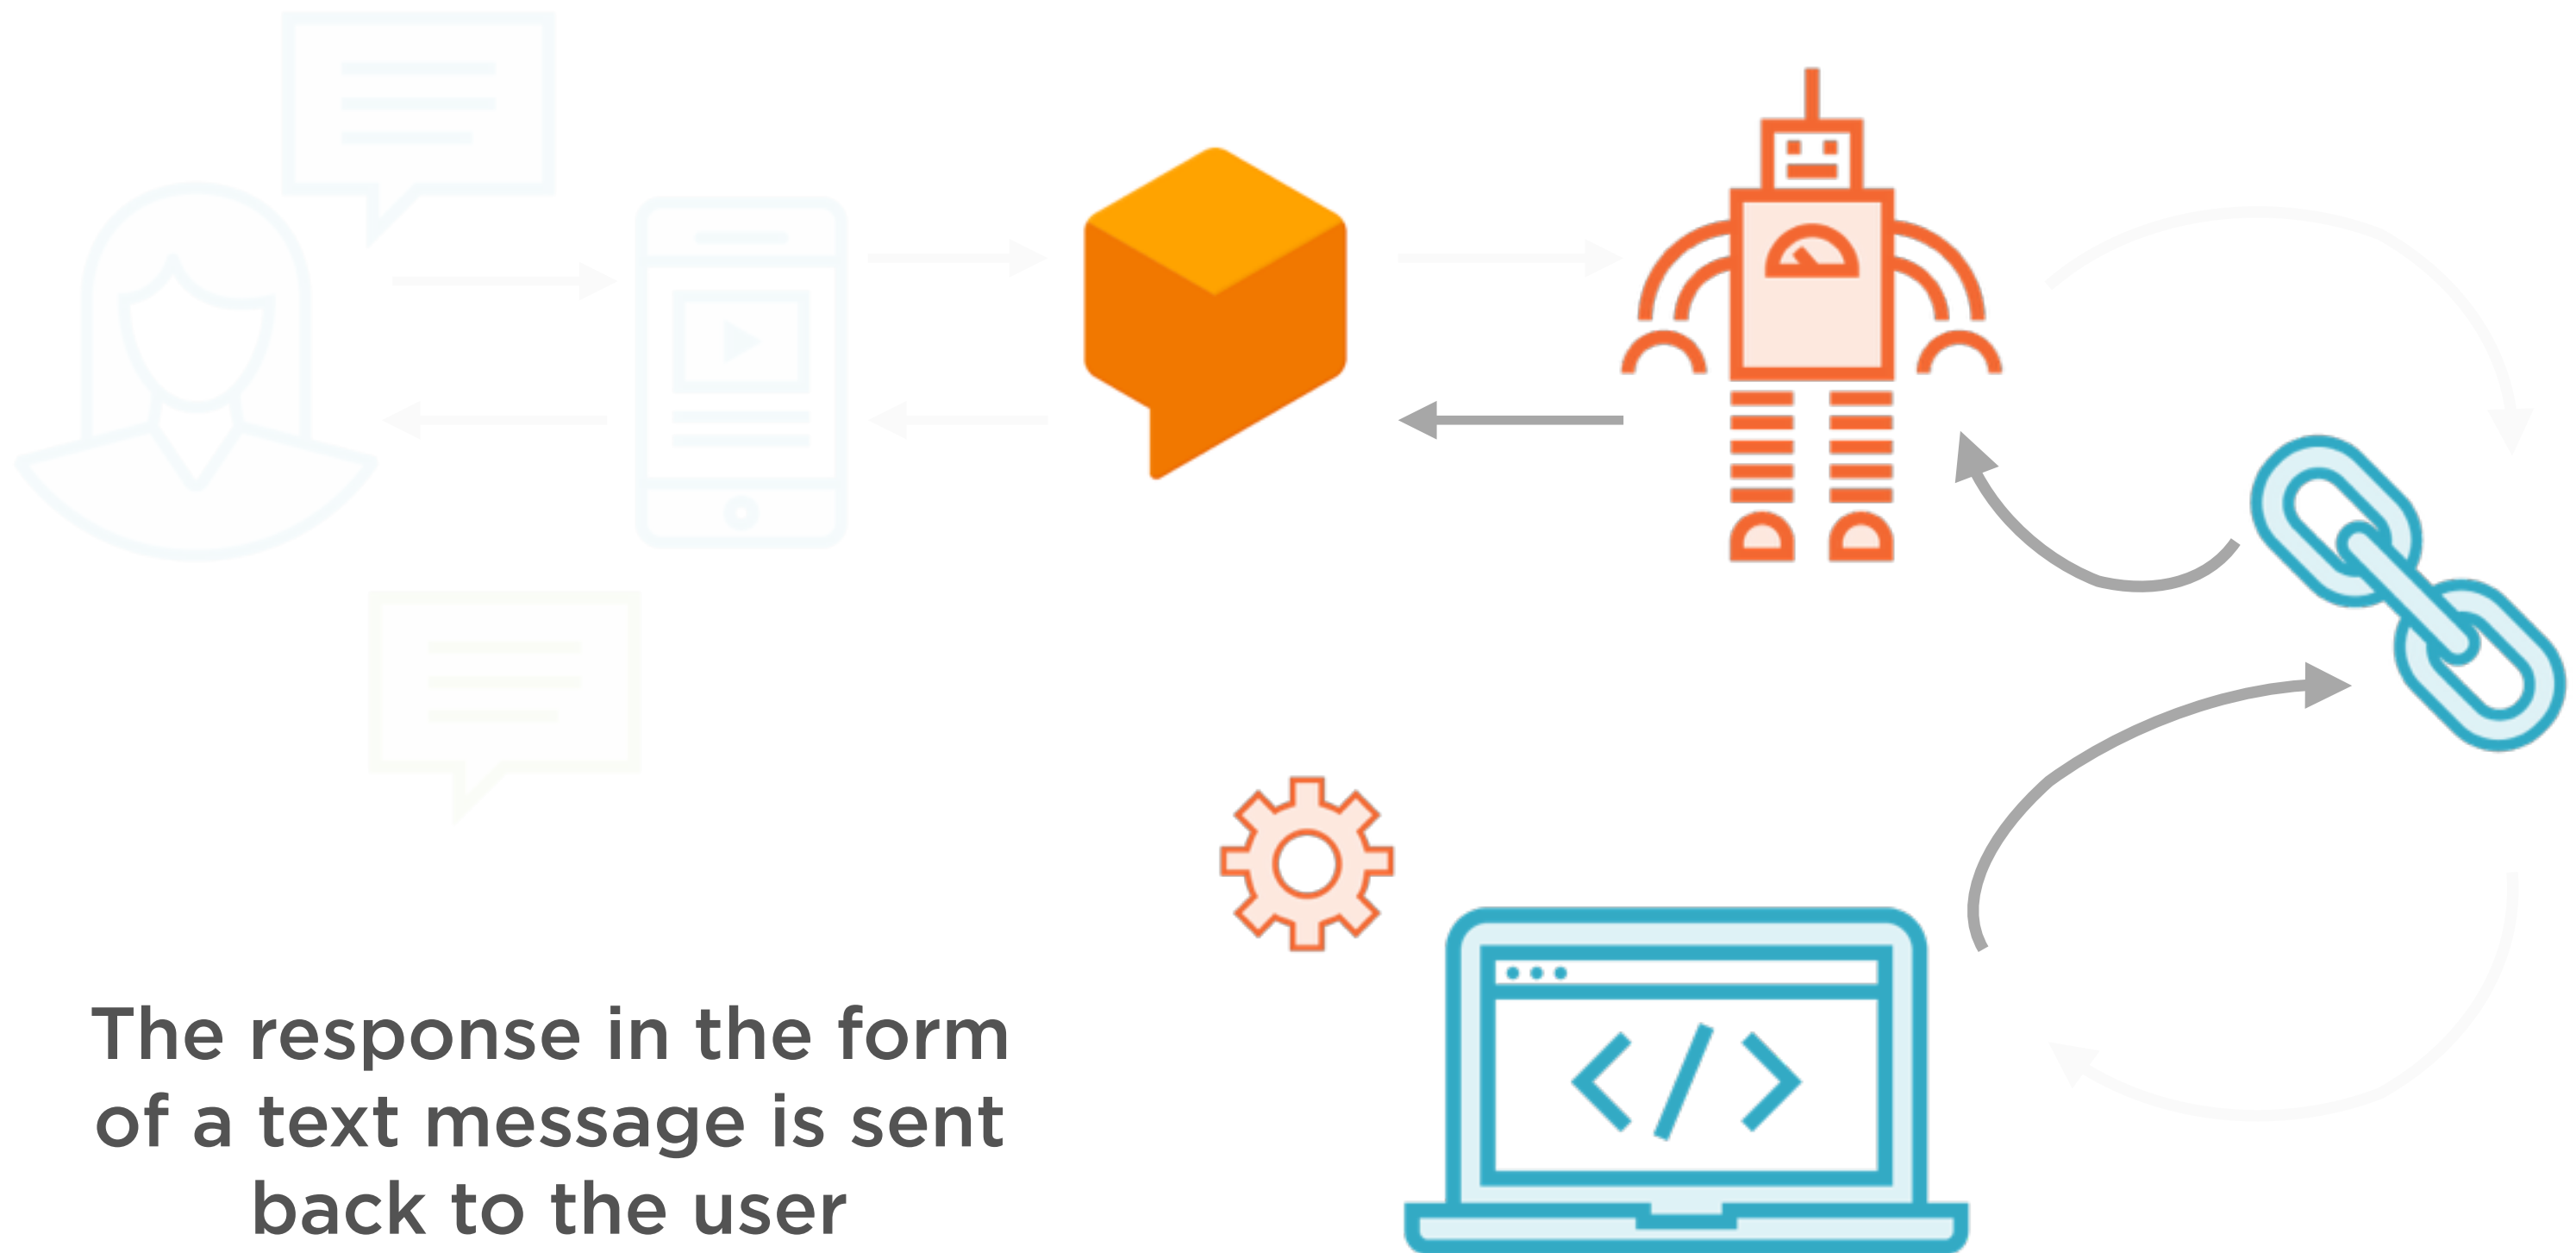 The response in the form
of a text message is sent
back to the user